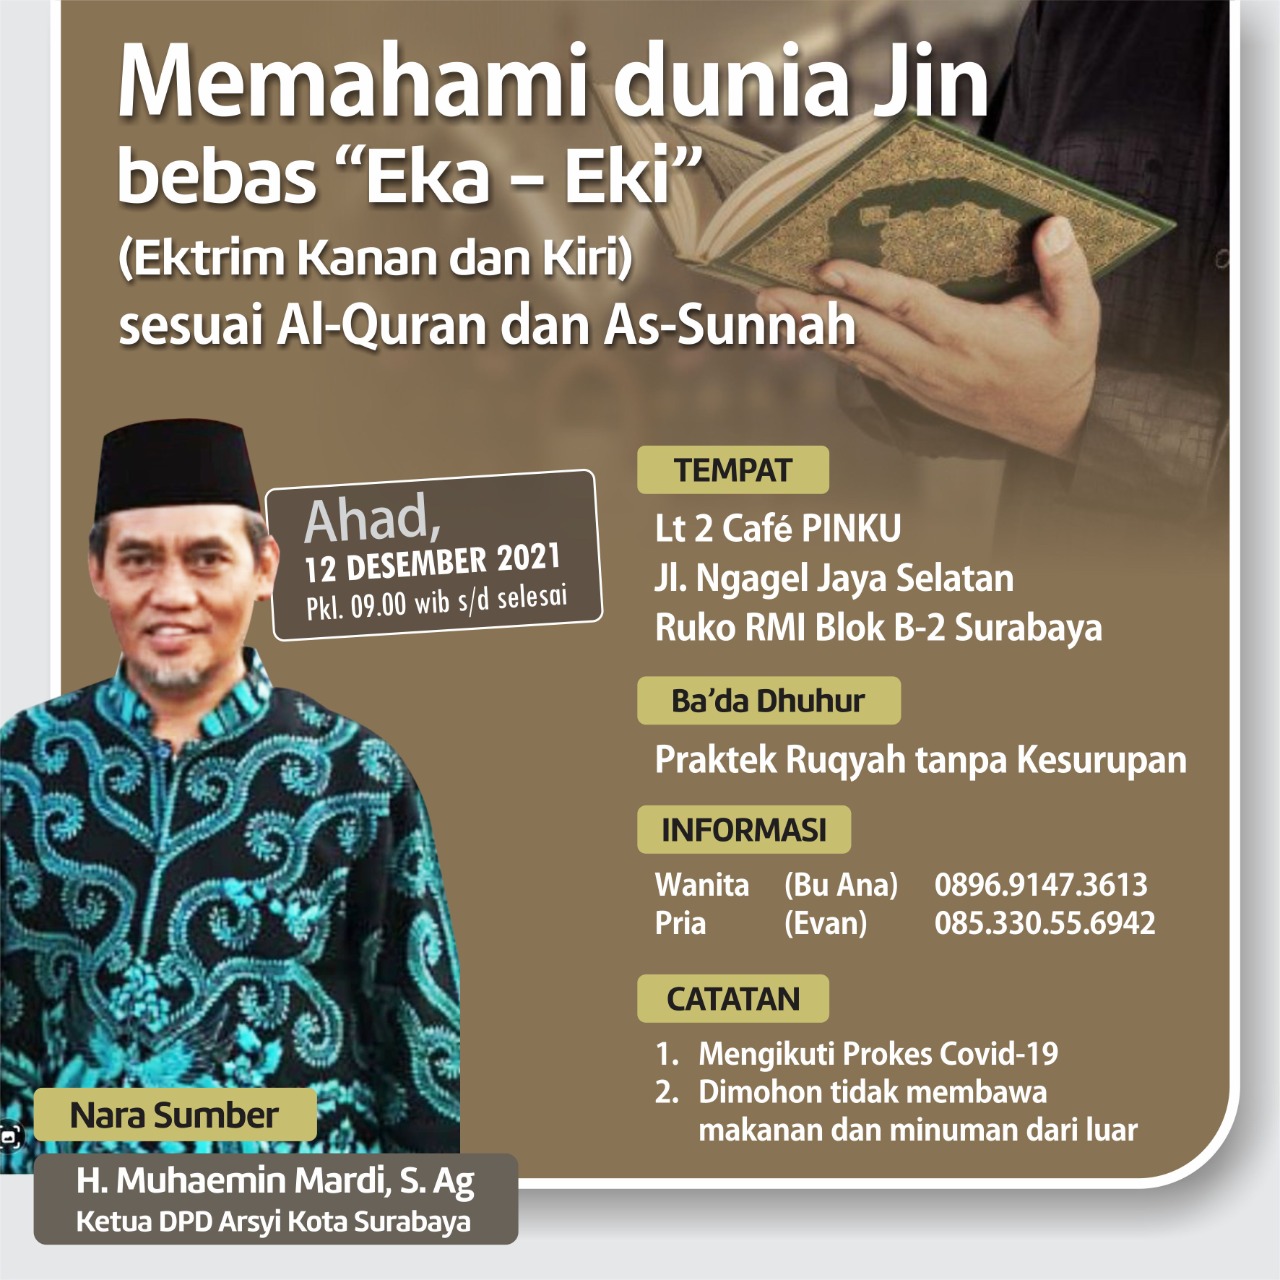 Memahami dunia Jin
bebas “Eka – Eki”
(Ektrim Kanan dan Kiri)
sesuai Al-Quran dan As-Sunnah
Ahad,
12 DESEMBER 2021
Pkl. 09.00 wib s/d selesai
TEMPAT
Lt 2 Café PINKU
Jl. Ngagel Jaya Selatan
Ruko RMI Blok B-2 Surabaya
Ba’da Dhuhur
Praktek Ruqyah tanpa Kesurupan
INFORMASI
Wanita (Bu Ana) 0896.9147.3613
Pria (Evan) 085.330.55.6942
CATATAN
1. Mengikuti Prokes Covid-19
2. Dimohon tidak membawa
makanan dan minuman dari luar
Nara Sumber
H. Muhaemin Mardi, S. Ag
Ketua DPD Arsyi Kota Surabaya